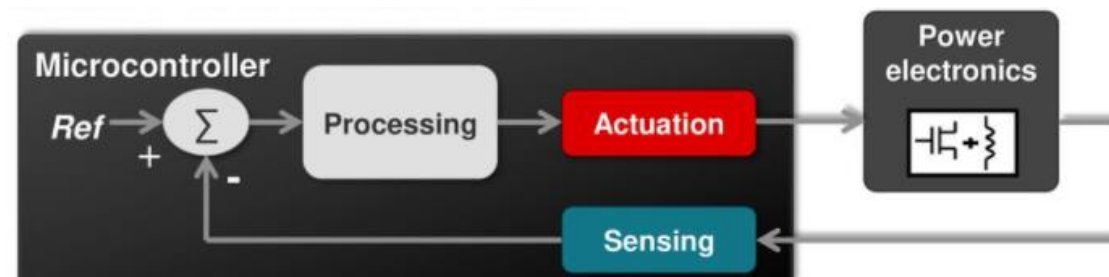 Microcontroller
Ref
+
Σ
-
Processing
Actuation
Sensing
Power
electronics
+